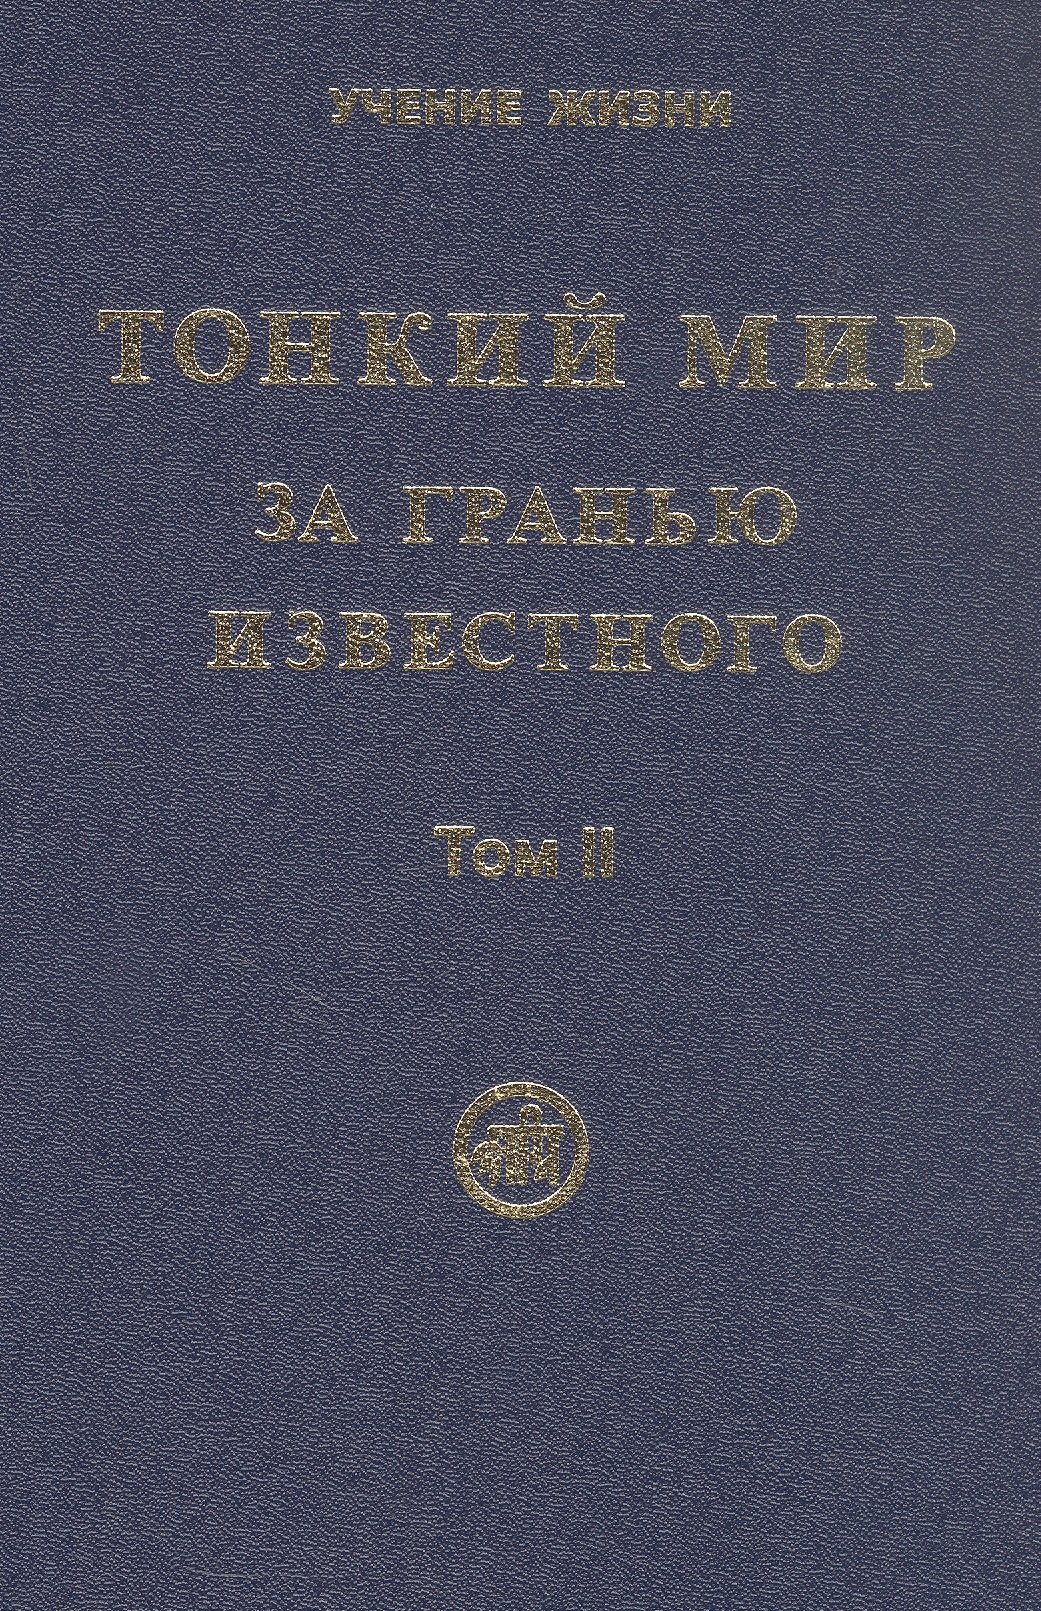 УЧЕНИЕ ЖИЗНИ
ТОНКИЙ МИР
ЗА ГРАНЬЮ
ИЗВЕСТНОГО
Том II